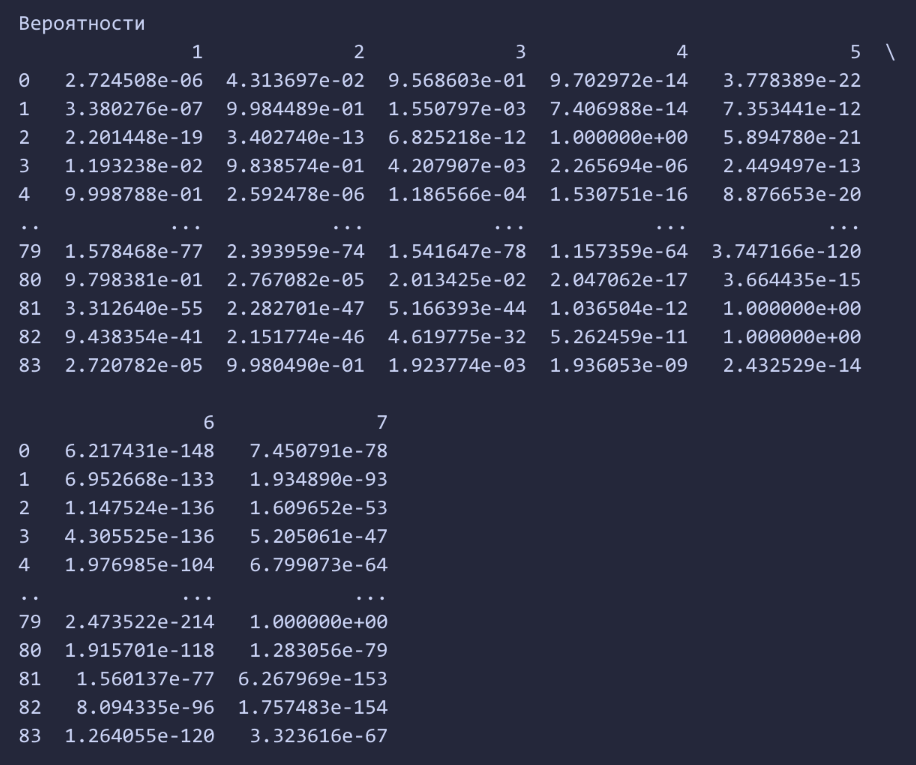 Вероятности
1 2 3 4 5 \
0 2.724508e-06 4.313697e-02 9.568603e-01 9.702972e-14 3.778389e-22
1 3.380276e-07 9.984489e-01 1.550797e-03 7.406988e-14 7.353441e-12
2 2.201448e-19 3.402740e-13 6.825218e-12 1.000000e+00 5.894780e-21
3 1.193238e-02 9.838574e-01 4.207907e-03 2.265694e-06 2.449497e-13
4 9.998788e-01 2.592478e-06 1.186566e-04 1.530751e-16 8.876653e-20
.. ... ... ... ... ...
79 1.578468e-77 2.393959e-74 1.541647e-78 1.157359e-64 3.747166e-120
80 9.798381e-01 2.767082e-05 2.013425e-02 2.047062e-17 3.664435e-15
81 3.312640e-55 2.282701e-47 5.166393e-44 1.036504e-12 1.000000e+00
82 9.438354e-41 2.151774e-46 4.619775e-32 5.262459e-11 1.000000e+00
83 2.720782e-05 9.980490e-01 1.923774e-03 1.936053e-09 2.432529e-14
6 7
0 6.217431e-148 7.450791e-78
1 6.952668e-133 1.934890e-93
2 1.147524e-136 1.609652e-53
3 4.305525e-136 5.205061e-47
4 1.976985e-104 6.799073e-64
.. ... ...
79 2.473522e-214 1.000000e+00
80 1.915701e-118 1.283056e-79
81 1.560137e-77 6.267969e-153
82 8.094335e-96 1.757483e-154
83 1.264055e-120 3.323616e-67